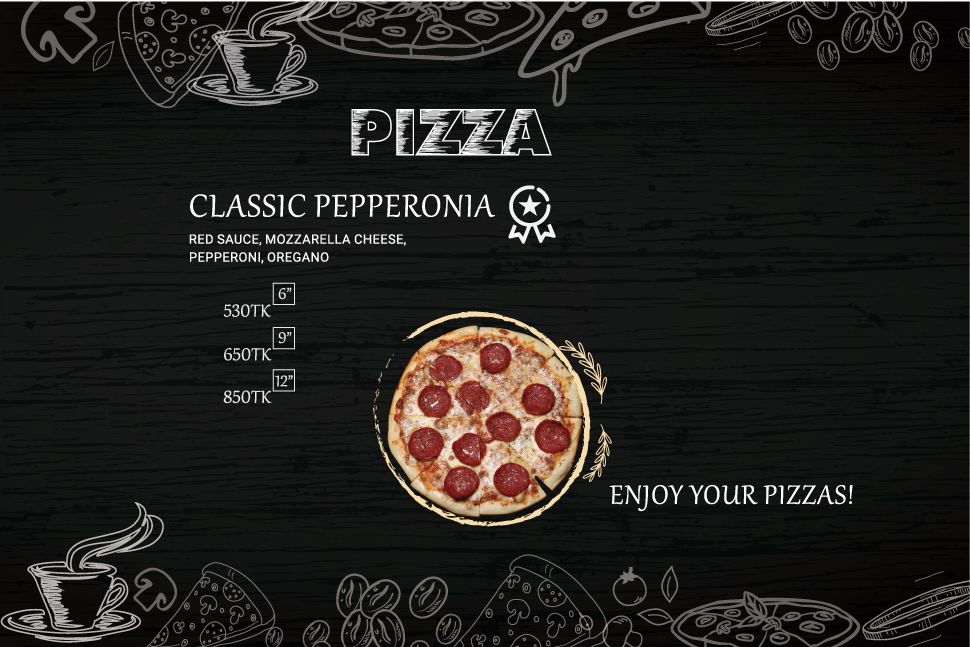 PIZZA
CLASSIC PEPPERONIA
RED SAUCE, MOZZARELLA CHEESE,
PEPPERONI, OREGANO
530TK 6”
650TK 9”
850TK 12”
ENJOY YOUR PIZZAS!